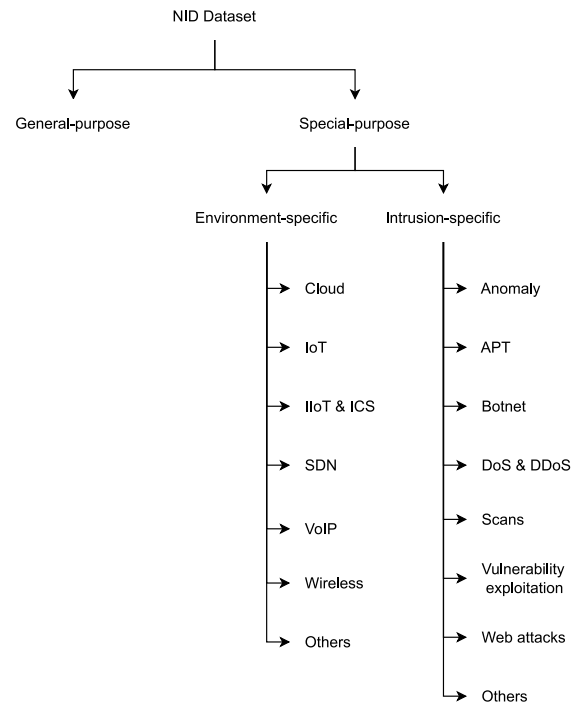 NID Dataset
General-purpose
Special-purpose
Environment-specific
Intrusion-specific
Cloud
IoT
IIoT & ICS
SDN
VoIP
Wireless
Others
Anomaly
APT
Botnet
DoS & DDoS
Scans
Vulnerability
exploitation
Web attacks
Others